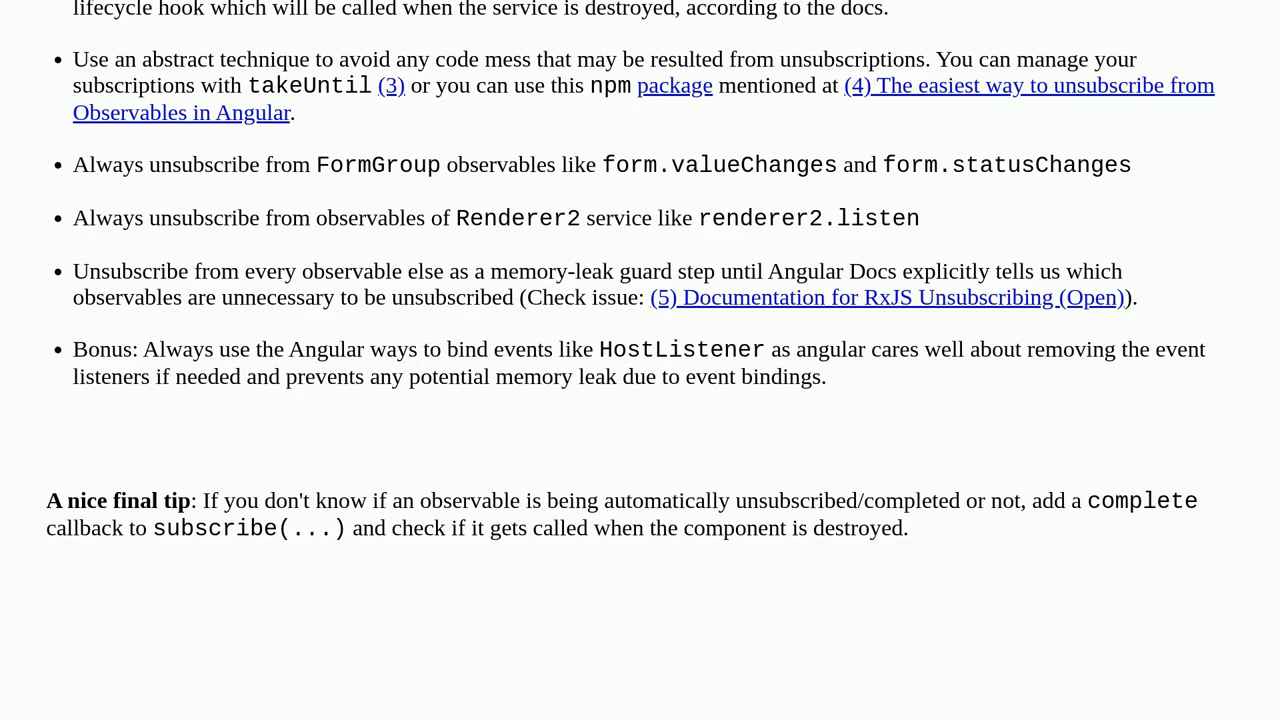 lifecycle hook which will be called when the service is destroyed, according to the docs.
• Use an abstract technique to avoid any code mess that may be resulted from unsubscriptions. You can manage your
subscriptions with takeUntil (3) or you can use this npm package mentioned at (4) The easiest way to unsubscribe from
Observables in Angular.
• Always unsubscribe from FormGroup observables like form.valueChanges and form.statusChanges
• Always unsubscribe from observables of Renderer2 service like renderer2.listen
• Unsubscribe from every observable else as a memory-leak guard step until Angular Docs explicitly tells us which
observables are unnecessary to be unsubscribed (Check issue: (5) Documentation for RxJS Unsubscribing (Open)).
• Bonus: Always use the Angular ways to bind events like HostListener as angular cares well about removing the event
listeners if needed and prevents any potential memory leak due to event bindings.
A nice final tip: If you don't know if an observable is being automatically unsubscribed/completed or not, add a complete
callback to subscribe(...) and check if it gets called when the component is destroyed.